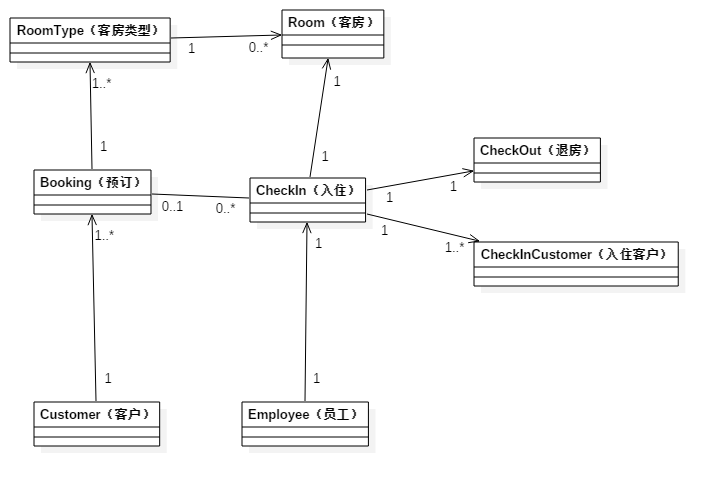 RoomType（客房类型）
Room（客房）
1
0..*
1..*
1
1
1
Booking（预订）
0..1
0..*
CheckIn（入住）
CheckOut（退房）
1
1
1
1..*
CheckInCustomer（入住客户）
1..*
1
1
1
Customer（客户）
Employee（员工）